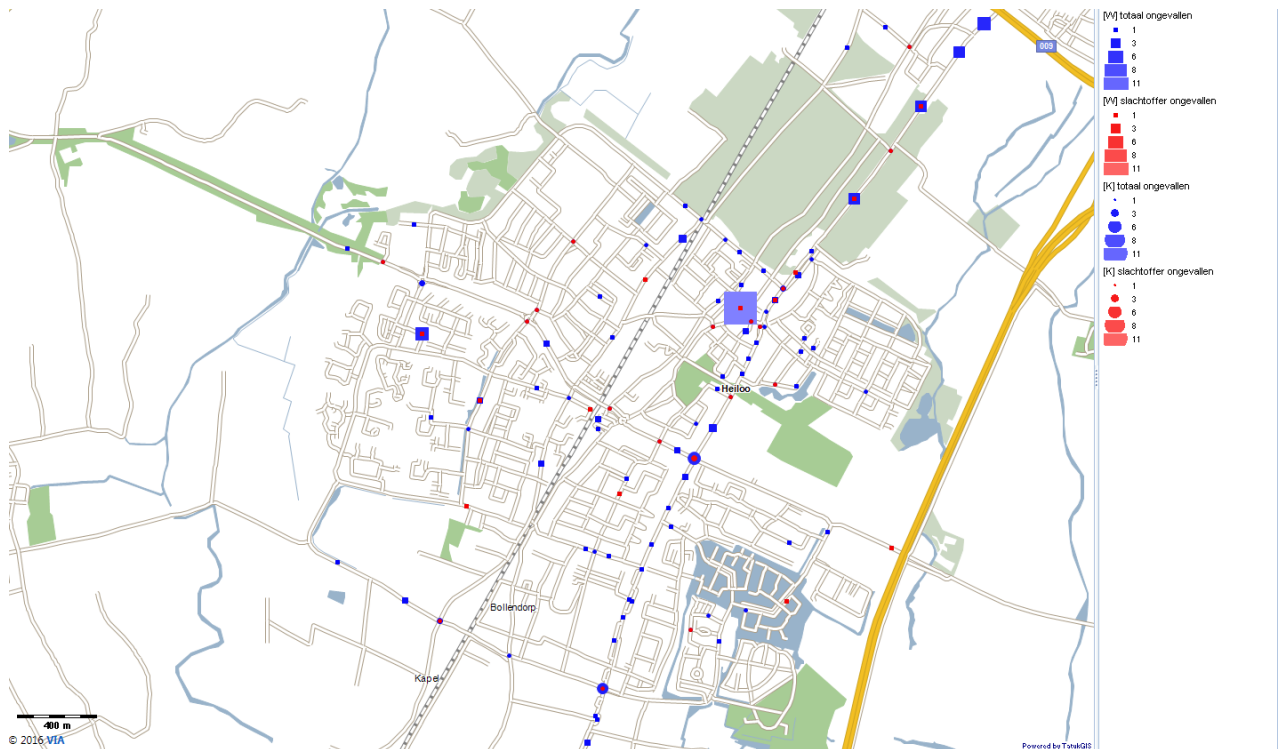 009
Heiloo
Bollendorp
Kapel
400 m
© 2016 VIA
Powered by TatukGIS
[W] totaal ongevallen
1
3
6
8
11
[W] slachtoffer ongevallen
1
3
6
8
11
[K] totaal ongevallen
1
3
6
8
11
[K] slachtoffer ongevallen
1
3
6
8
11